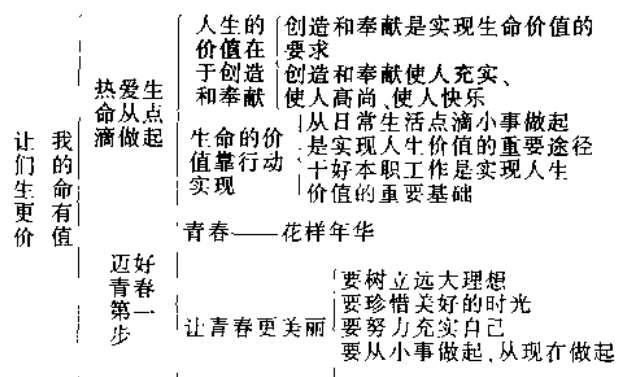 让我
们的
生命
更有
价值
热爱生
命从点
滴做起
人生的
价值在
于创造
和奉献
创造和奉献是实现生命价值的
要求
创造和奉献使人充实、
使人高尚、使人快乐
生命的价
值靠行动
实现
从日常生活点滴小事做起
是实现人生价值的重要途径
干好本职工作是实现人生
价值的重要基础
迈好
青春
第一
步
青春——花样年华
让青春更美丽
要树立远大理想
要珍惜美好的时光
要努力充实自己
要从小事做起,从现在做起